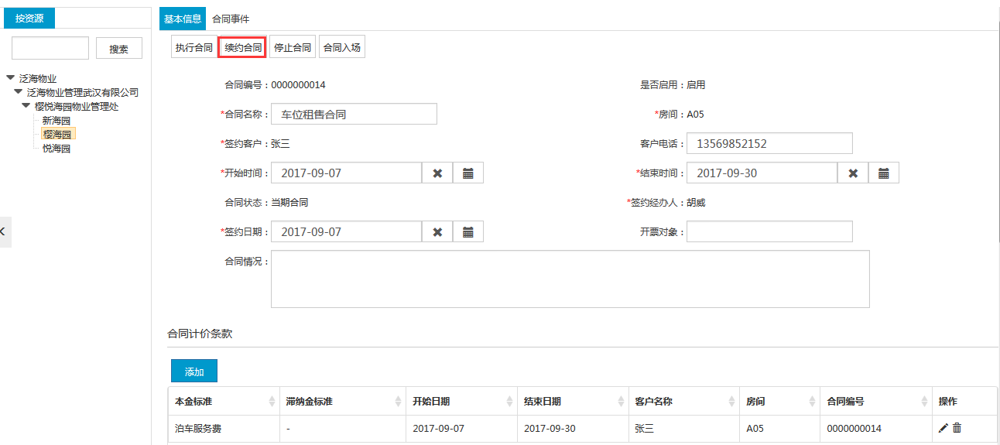 按资源
搜索
泛海物业
泛海物业管理武汉有限公司
樱悦海园物业管理处
新海园
樱海园
悦海园
基本信息 合同事件
执行合同 续约合同 停止合同 合同入场
合同编号：0000000014 是否启用：启用
*合同名称：车位租售合同 *房间：A05
*签约客户：张三 客户电话：13569852152
*开始时间：2017-09-07 *结束时间：2017-09-30
合同状态：当期合同 *签约经办人：胡威
*签约日期：2017-09-07 开票对象：
合同情况：
合同计价条款
添加
本金标准 滞纳金标准 开始日期 结束日期 客户名称 房间 合同编号 操作
泊车服务费 - 2017-09-07 2017-09-30 张三 A05 0000000014